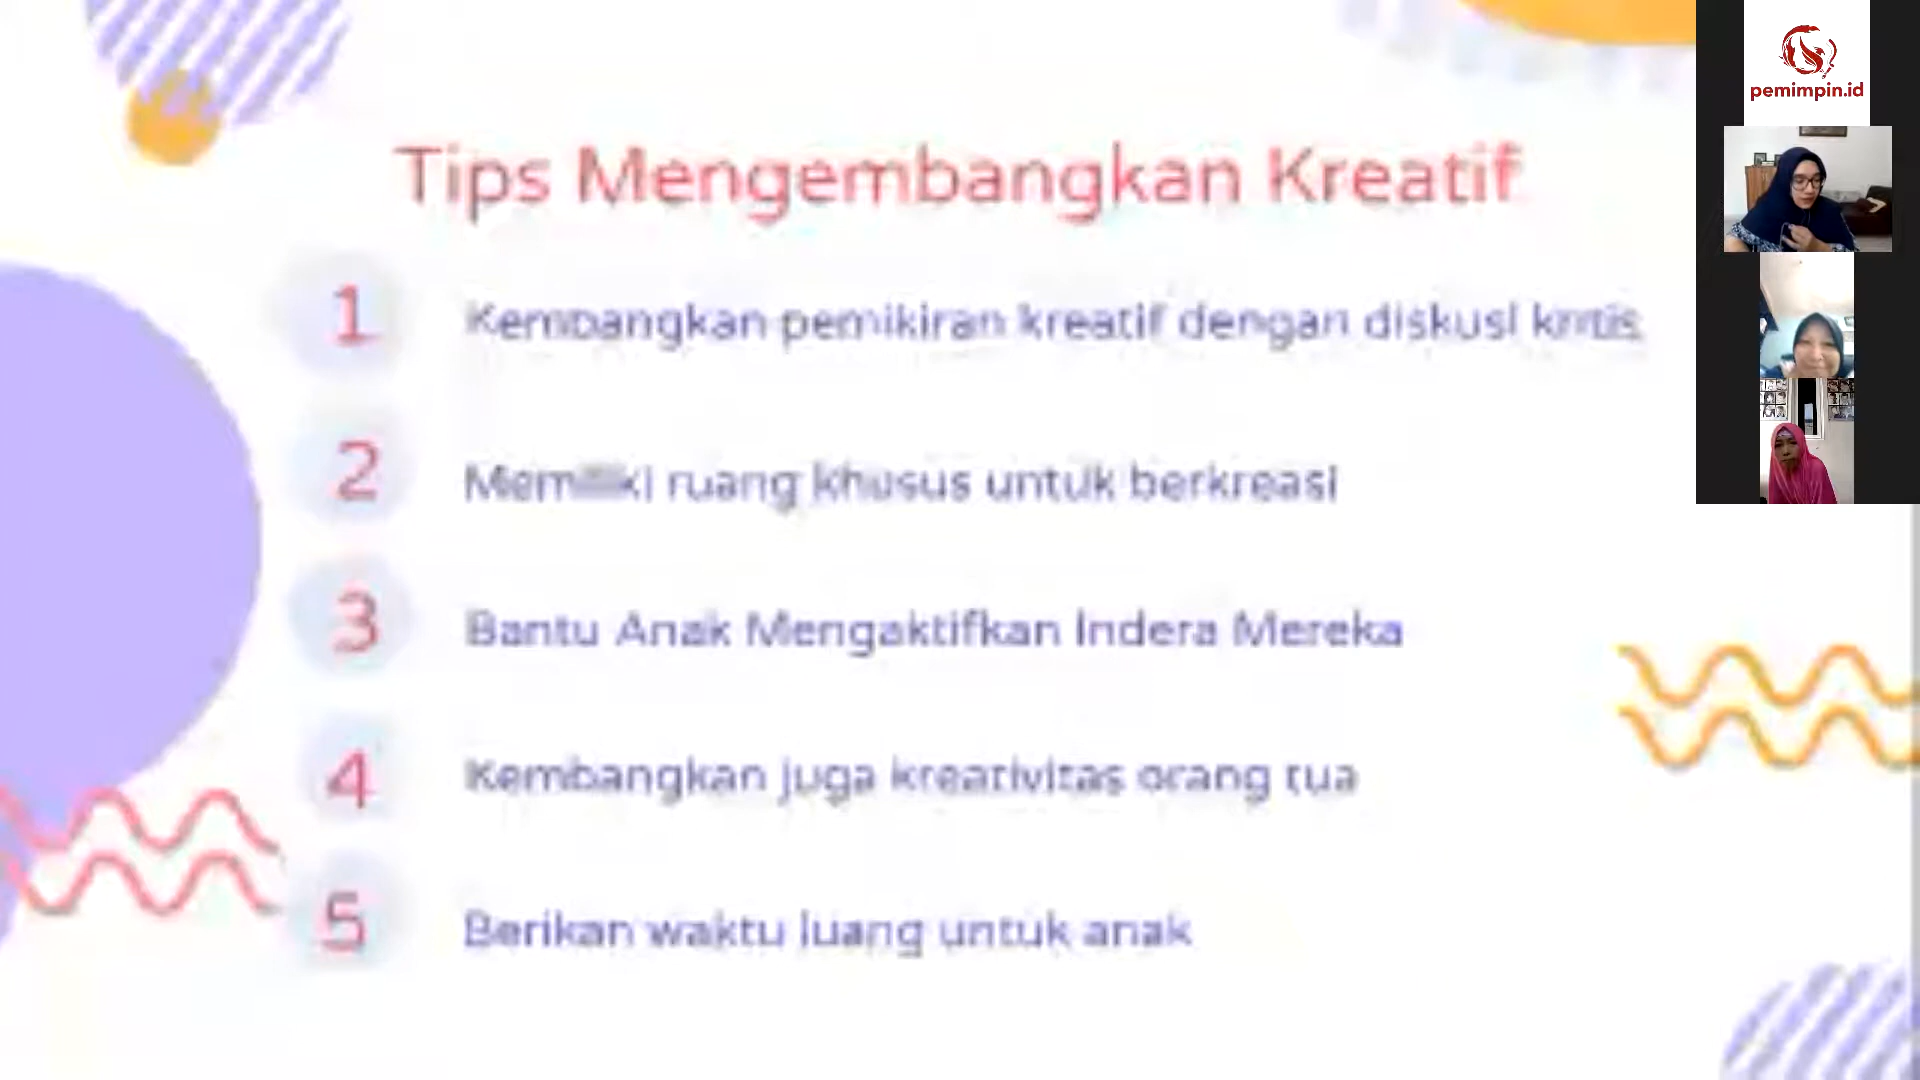 Tips Mengembangkan Kreatif
1 Kembangkan pemikiran kreatif dengan diskusi kritis
2 Memiliki ruang khusus untuk berkreasi
3 Bantu Anak Mengaktifkan Indera Mereka
4 Kembangkan juga kreativitas orang tua
5 Berikan waktu luang untuk anak
pemimpin.id